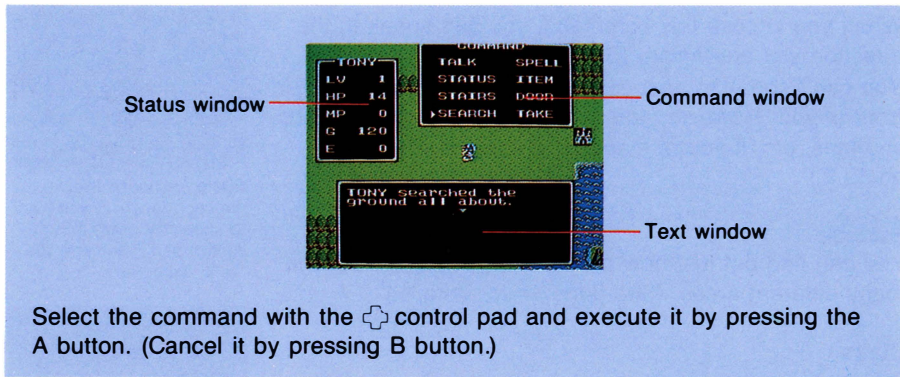 COMMAND
TONY
TALK SPELL
LV 1
STATUS ITEM
HP 14
STAIRS DOOR
MP 0
▶SEARCH TAKE
G 120
E 0
Status window
Command window
TONY searched the
ground all about.
Text window
Select the command with the control pad and execute it by pressing the
A button. (Cancel it by pressing B button.)